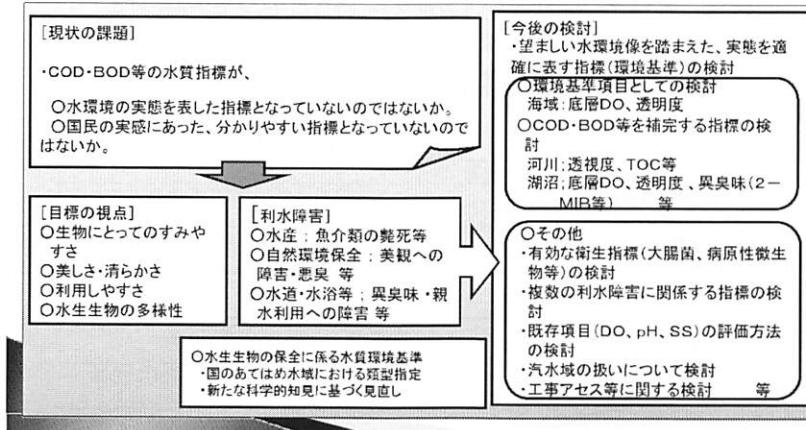 [現状の課題]
・COD・BOD等の水質指標が、
○水環境の実態を表した指標となっていないのではないか。
○国民の実感にあった、分かりやすい指標となっていないので
はないか。
[目標の視点]
○生物にとってのすみや
すさ
○美しさ・清らかさ
○利用しやすさ
○水生生物の多様性
[利水障害]
○水産：魚介類の斃死等
○自然環境保全：美観への
障害・悪臭 等
○水道・水浴等：異臭味・親
水利用への障害 等
○水生生物の保全に係る水質環境基準
・国のあてはめ水域における類型指定
・新たな科学的知見に基づく見直し
[今後の検討]
・望ましい水環境像を踏まえた、実態を適
確に表す指標(環境基準)の検討
○環境基準項目としての検討
海域：底層DO、透明度
○COD・BOD等を補完する指標の検
討
河川：透視度、TOC等
湖沼：底層DO、透明度、異臭味(2－
MIB等) 等
○その他
・有効な衛生指標(大腸菌、病原性微生
物等)の検討
・複数の利水障害に関係する指標の検
討
・既存項目(DO、pH、SS)の評価方法
の検討
・汽水域の扱いについて検討
・工事アセス等に関する検討 等